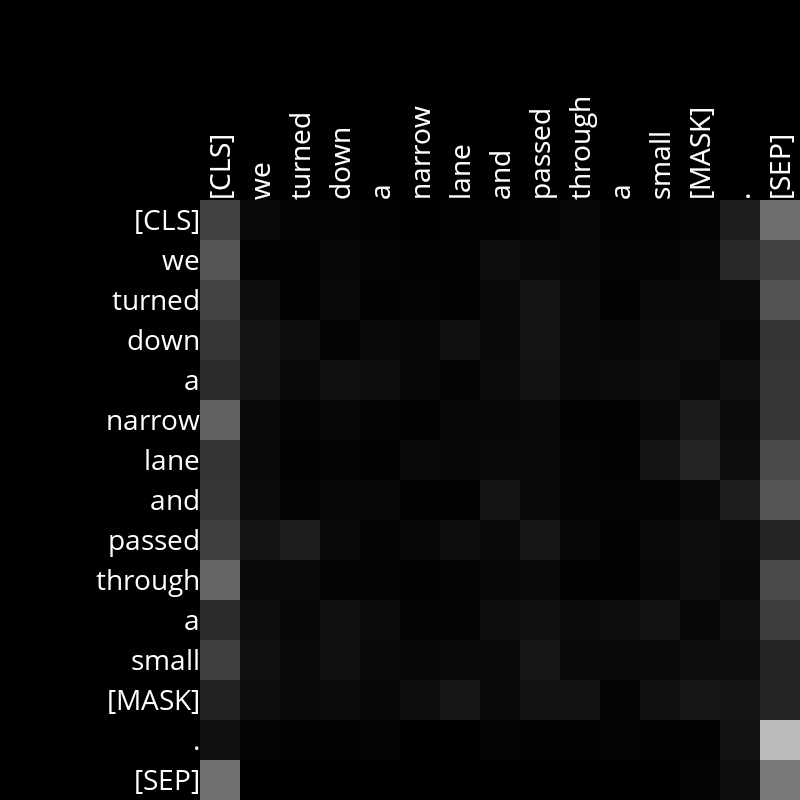 [CLS] we turned down a narrow lane and passed through a small [MASK] . [SEP]
[CLS]
we
turned
down
a
narrow
lane
and
passed
through
a
small
[MASK]
.
[SEP]